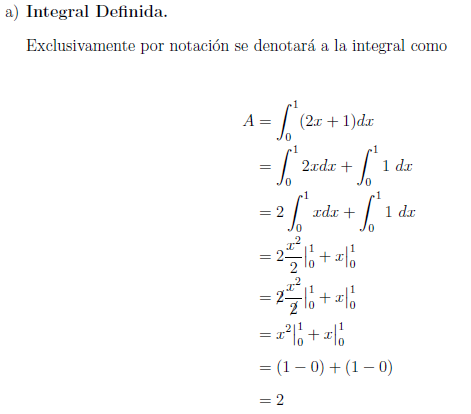 a) Integral Definida.
Exclusivamente por notación se denotará a la integral como
A = ∫₀¹ (2x + 1)dx
= ∫₀¹ 2xdx + ∫₀¹ 1 dx
= 2 ∫₀¹ xdx + ∫₀¹ 1 dx
= 2 x²/2 |₀¹ + x|₀¹
= 2̸ x²/2̸ |₀¹ + x|₀¹
= x²|₀¹ + x|₀¹
= (1 − 0) + (1 − 0)
= 2